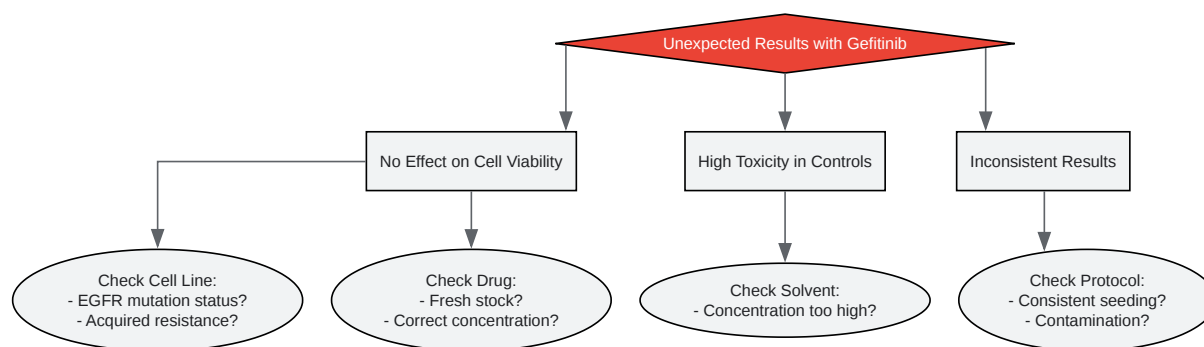 Unexpected Results with Gefitinib
No Effect on Cell Viability
High Toxicity in Controls
Inconsistent Results
Check Cell Line:
- EGFR mutation status?
- Acquired resistance?
Check Drug:
- Fresh stock?
- Correct concentration?
Check Solvent:
- Concentration too high?
Check Protocol:
- Consistent seeding?
- Contamination?